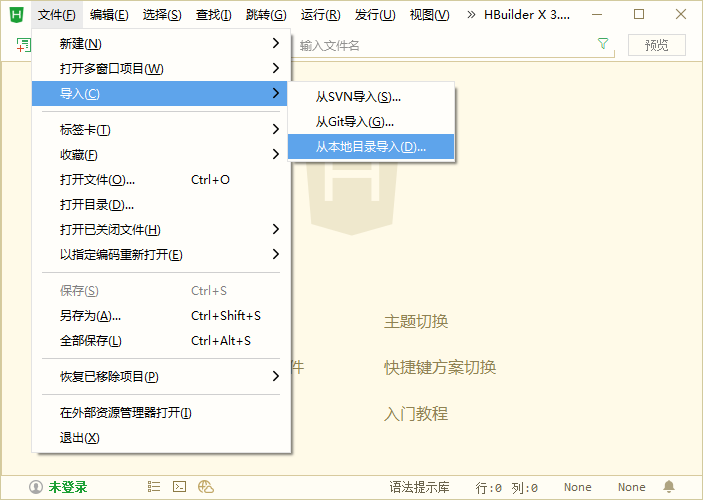 文件(F) 编辑(E) 选择(S) 查找(I) 跳转(G) 运行(R) 发行(U) 视图(V) » HBuilder X 3....
输入文件名 预览
新建(N)
打开多窗口项目(W)
导入(C)
从SVN导入(S)...
从Git导入(G)...
从本地目录导入(D)...
标签卡(T)
收藏(F)
打开文件(O)... Ctrl+O
打开目录(D)...
打开已关闭文件(H)
以指定编码重新打开(E)
保存(S) Ctrl+S
另存为(A)... Ctrl+Shift+S
全部保存(L) Ctrl+Alt+S
恢复已移除项目(P)
在外部资源管理器打开(I)
退出(X)
主题切换
件 快捷键方案切换
入门教程
未登录 语法提示库 行:0 列:0 None None